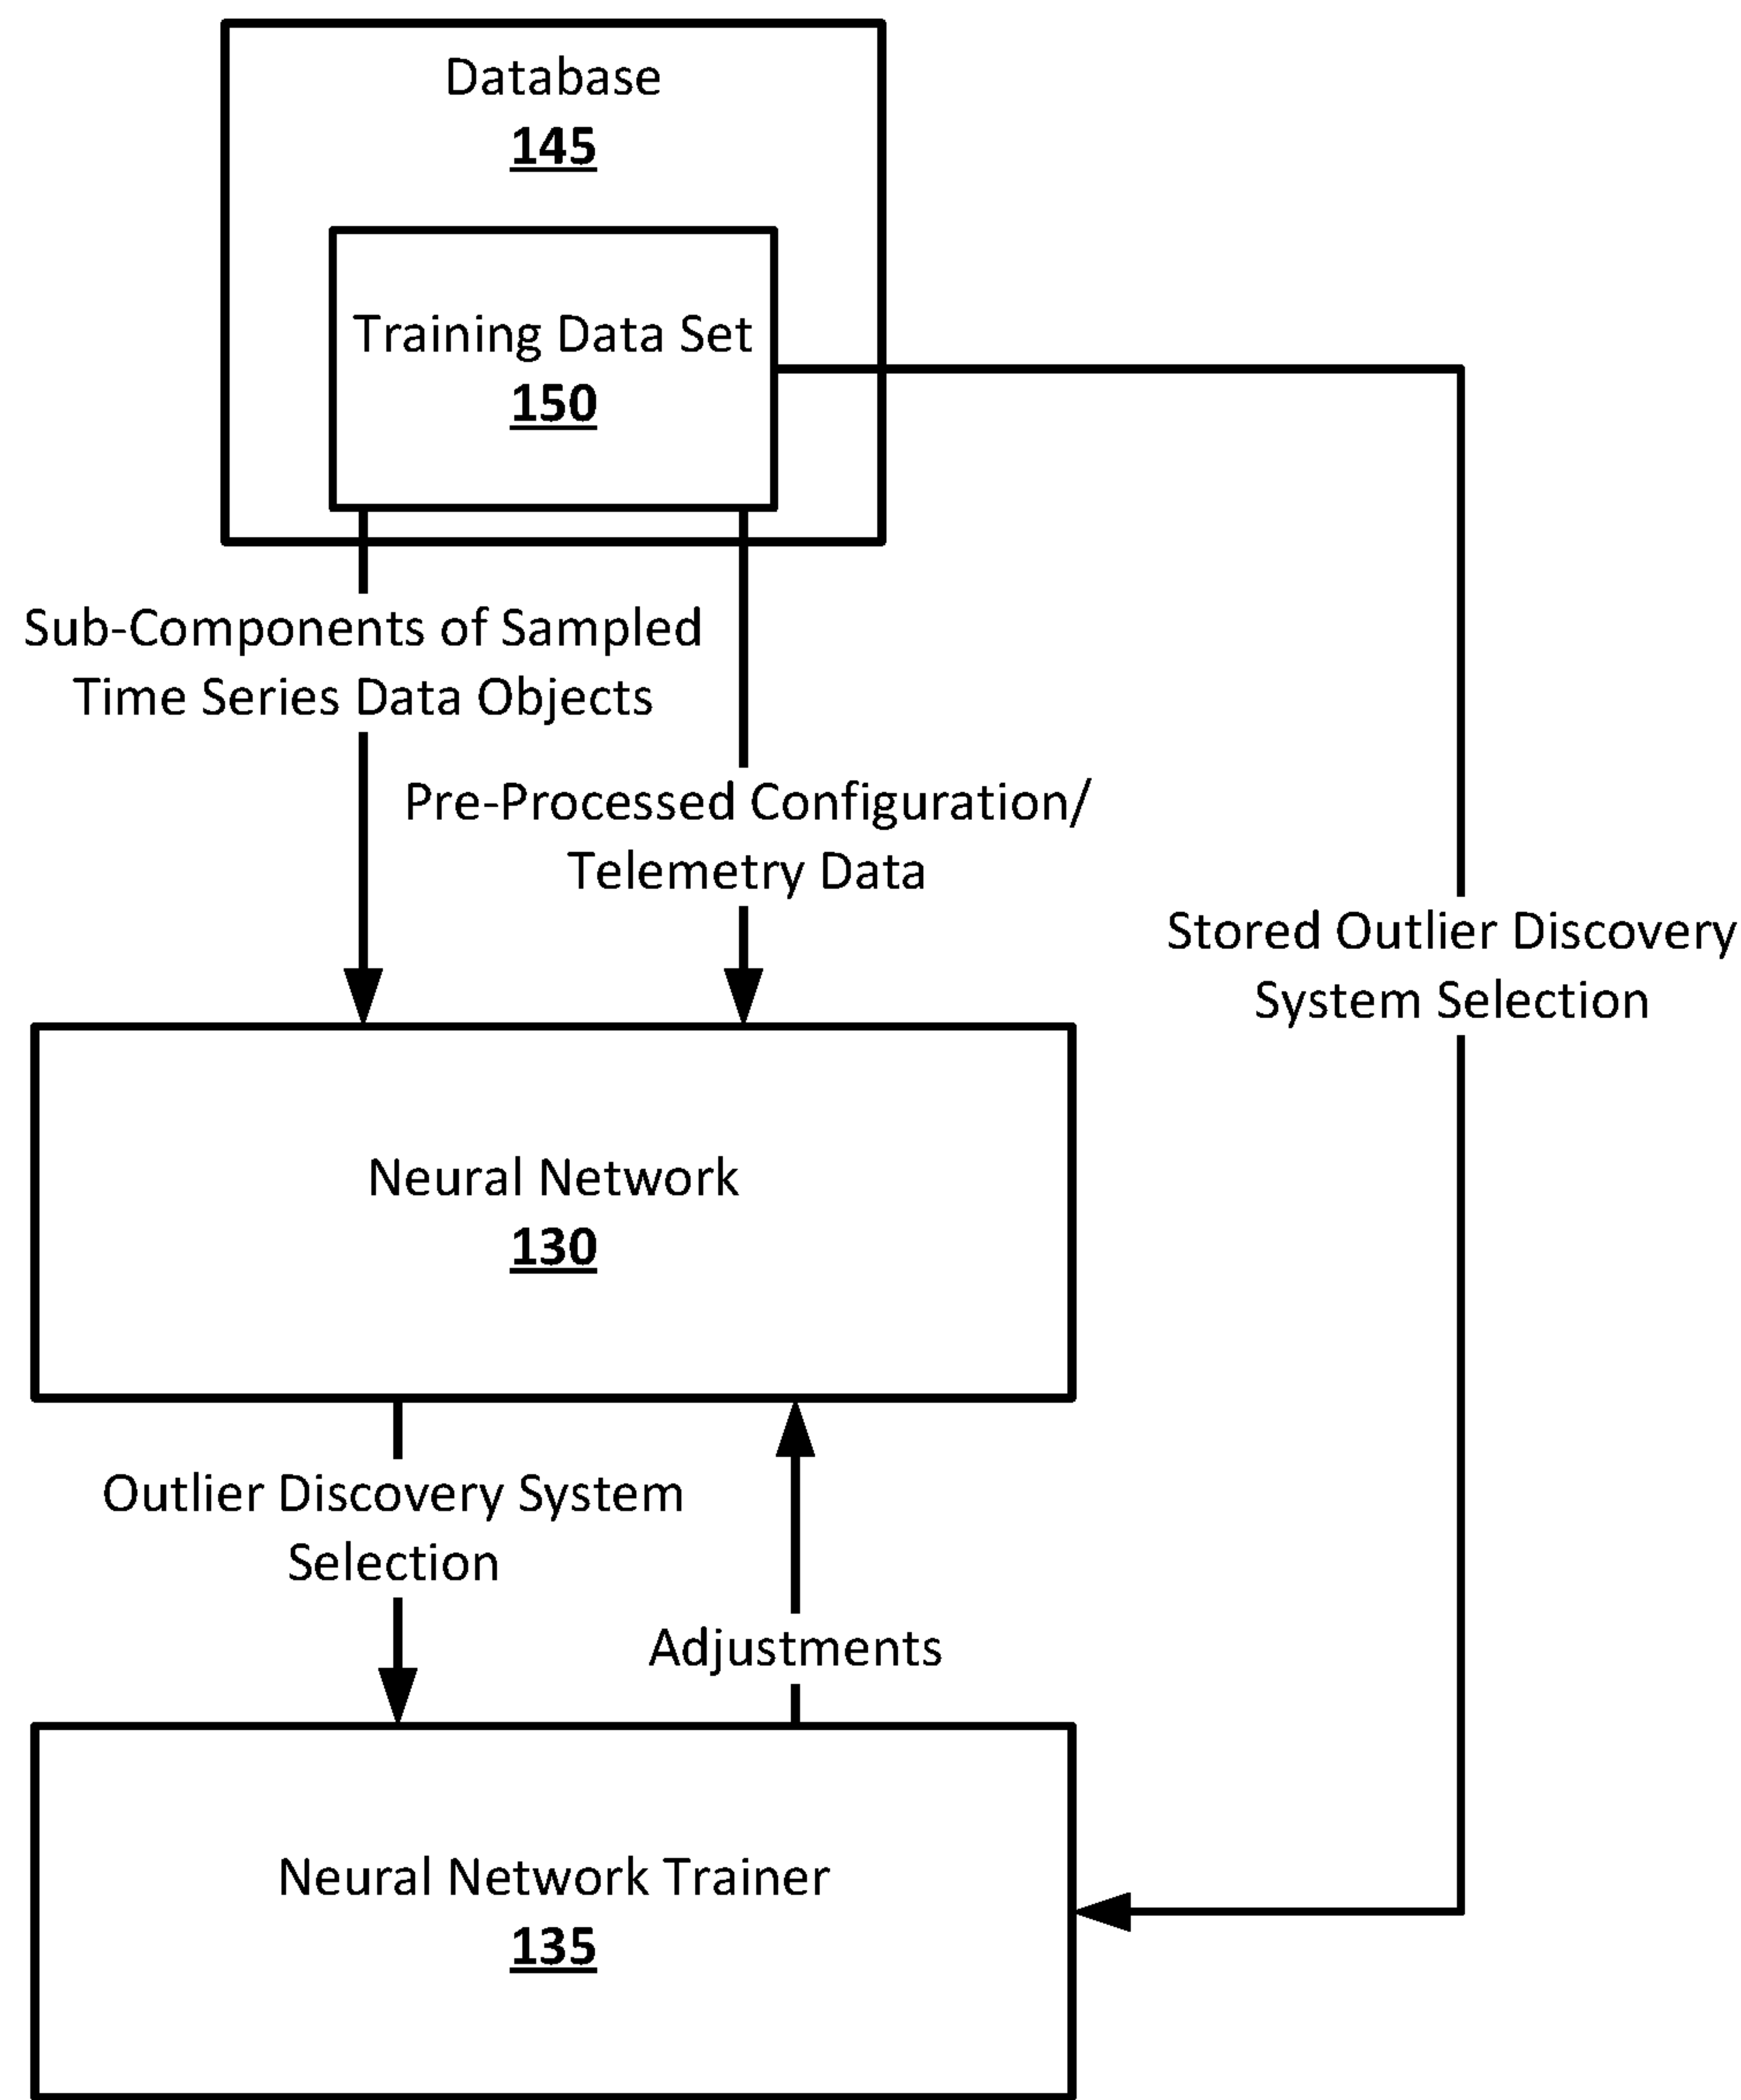 Database
145
Training Data Set
150
Sub-Components of Sampled
Time Series Data Objects
Pre-Processed Configuration/
Telemetry Data
Stored Outlier Discovery
System Selection
Neural Network
130
Outlier Discovery System
Selection
Adjustments
Neural Network Trainer
135